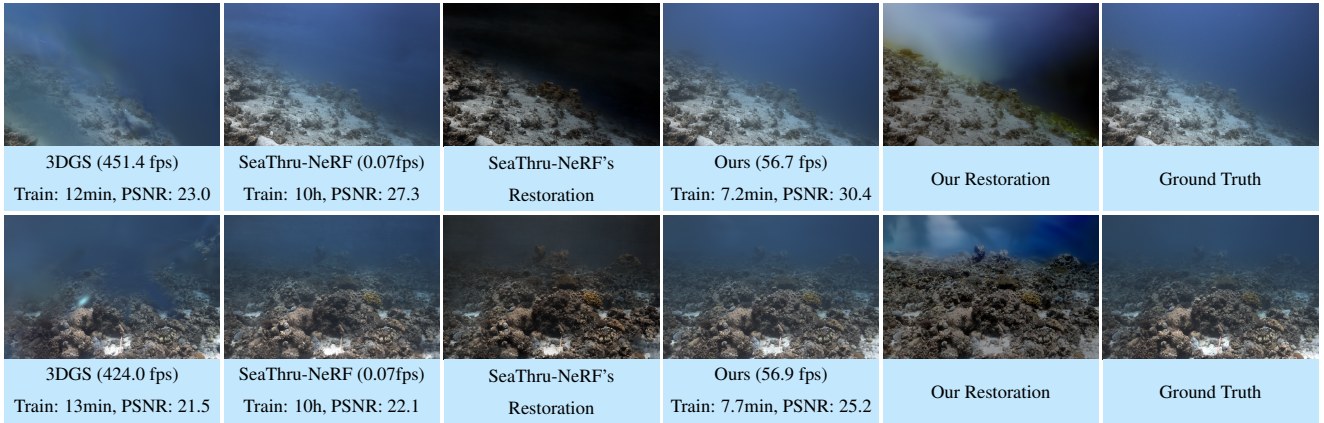 3DGS (451.4 fps)
Train: 12min, PSNR: 23.0
SeaThru-NeRF (0.07fps)
Train: 10h, PSNR: 27.3
SeaThru-NeRF's
Restoration
Ours (56.7 fps)
Train: 7.2min, PSNR: 30.4
Our Restoration
Ground Truth
3DGS (424.0 fps)
Train: 13min, PSNR: 21.5
SeaThru-NeRF (0.07fps)
Train: 10h, PSNR: 22.1
SeaThru-NeRF's
Restoration
Ours (56.9 fps)
Train: 7.7min, PSNR: 25.2
Our Restoration
Ground Truth